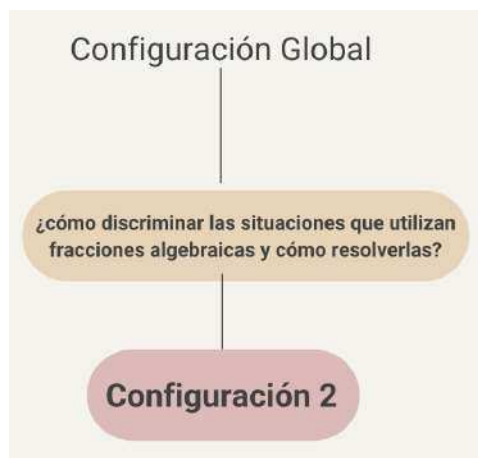 Configuración Global
¿cómo discriminar las situaciones que utilizan
fracciones algebraicas y cómo resolverlas?
Configuración 2